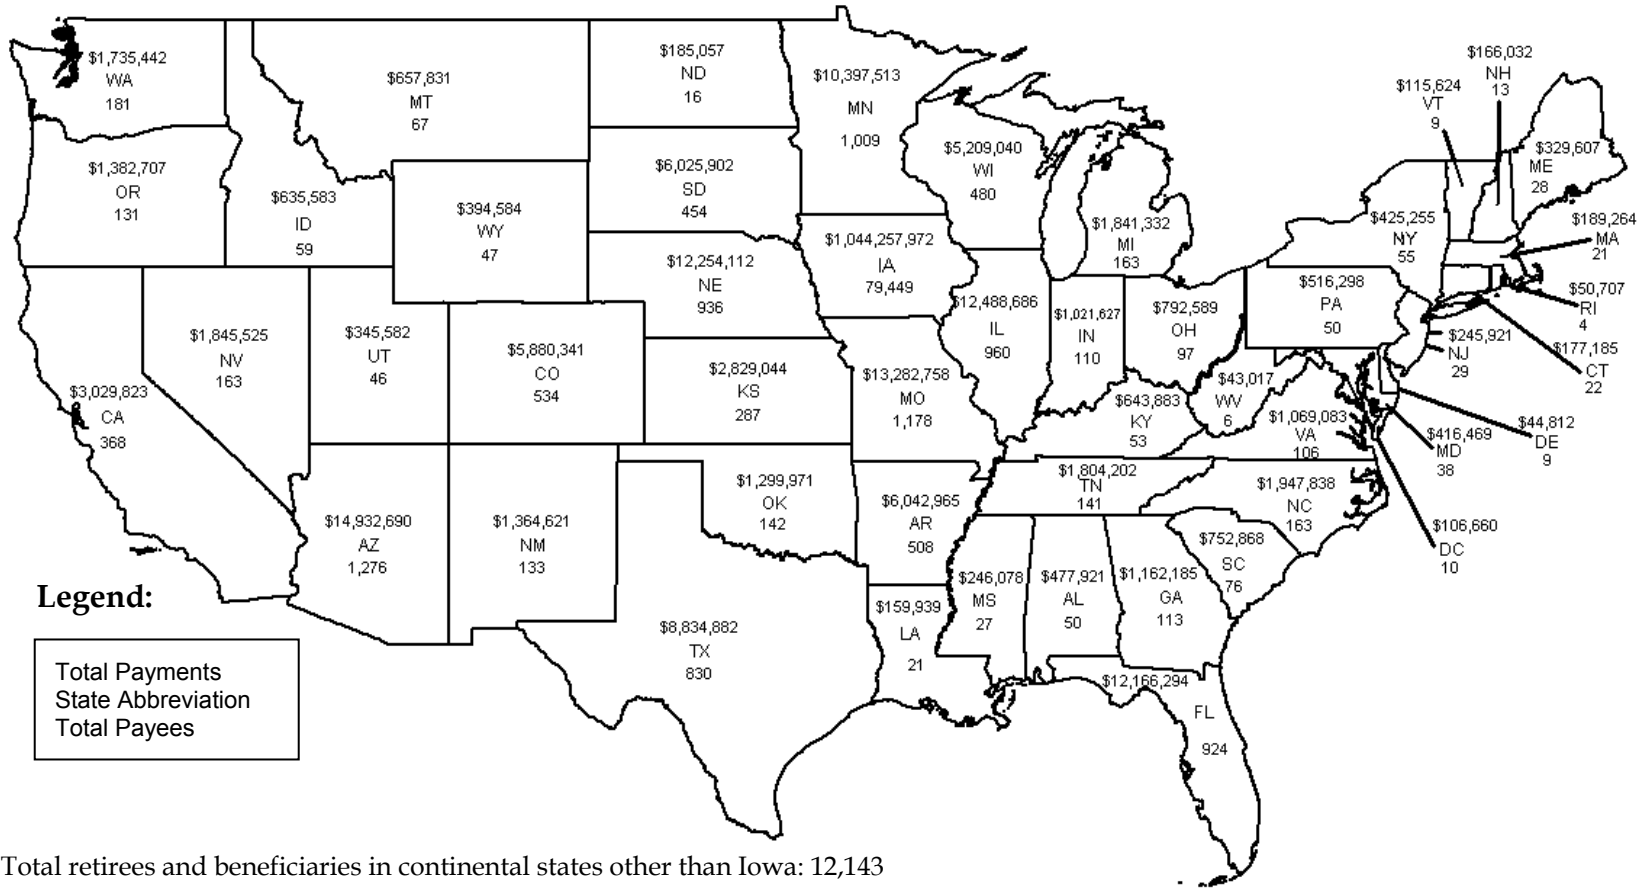 $1,735,442
WA
181
$657,831
MT
67
$185,057
ND
16
$10,397,513
MN
1,009
$166,032
NH
13
$115,624
VT
9
$329,607
ME
28
$1,382,707
OR
131
$635,583
ID
59
$394,584
WY
47
$6,025,902
SD
454
$5,209,040
WI
480
$1,841,332
MI
163
$425,255
NY
55
$189,264
MA
21
$50,707
RI
4
$177,185
CT
22
$1,044,257,972
IA
79,449
$12,254,112
NE
936
$12,488,686
IL
960
$1,021,627
IN
110
$792,589
OH
97
$516,298
PA
50
$245,921
NJ
29
$3,029,823
CA
368
$1,845,525
NV
163
$345,582
UT
46
$5,880,341
CO
534
$2,829,044
KS
287
$13,282,758
MO
1,178
$643,883
KY
53
$43,017
WV
6
$1,069,083
VA
106
$416,469
MD
38
$44,812
DE
9
$106,660
DC
10
$14,932,690
AZ
1,276
$1,364,621
NM
133
$1,299,971
OK
142
$6,042,965
AR
508
$1,804,202
TN
141
$1,947,838
NC
163
$752,868
SC
76
$246,078
MS
27
$477,921
AL
50
$1,162,185
GA
113
$8,834,882
TX
830
$159,939
LA
21
$12,166,294
FL
924
Legend:
Total Payments
State Abbreviation
Total Payees
Total retirees and beneficiaries in continental states other than Iowa: 12,143